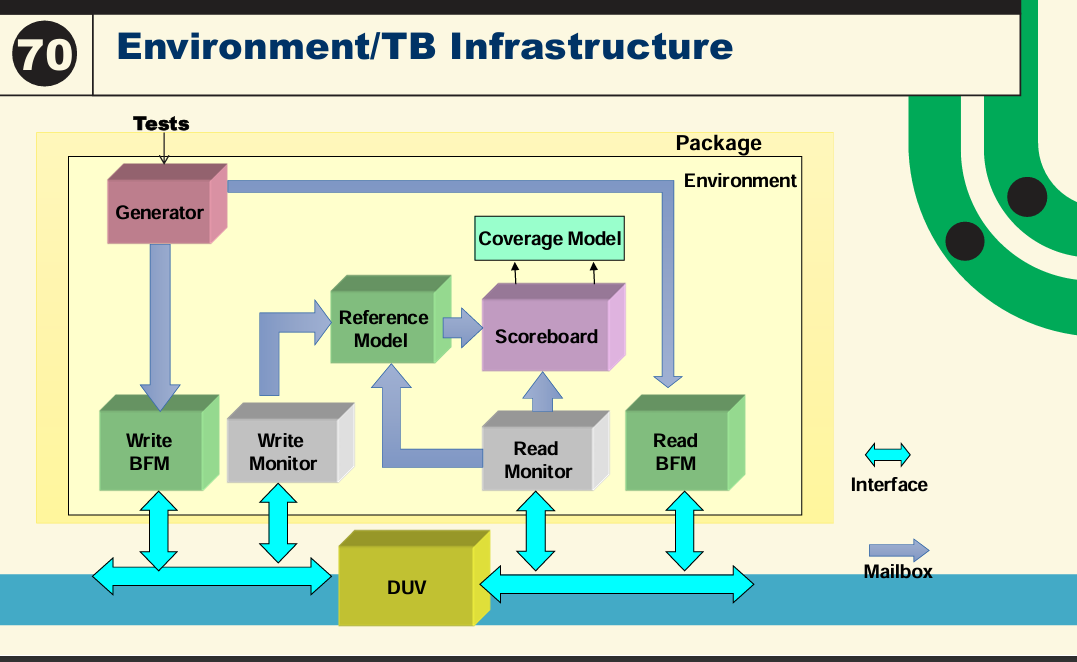 70
Environment/TB Infrastructure
Tests
Package
Environment
Generator
Coverage Model
Reference
Model
Scoreboard
Write
BFM
Write
Monitor
Read
Monitor
Read
BFM
Interface
Mailbox
DUV